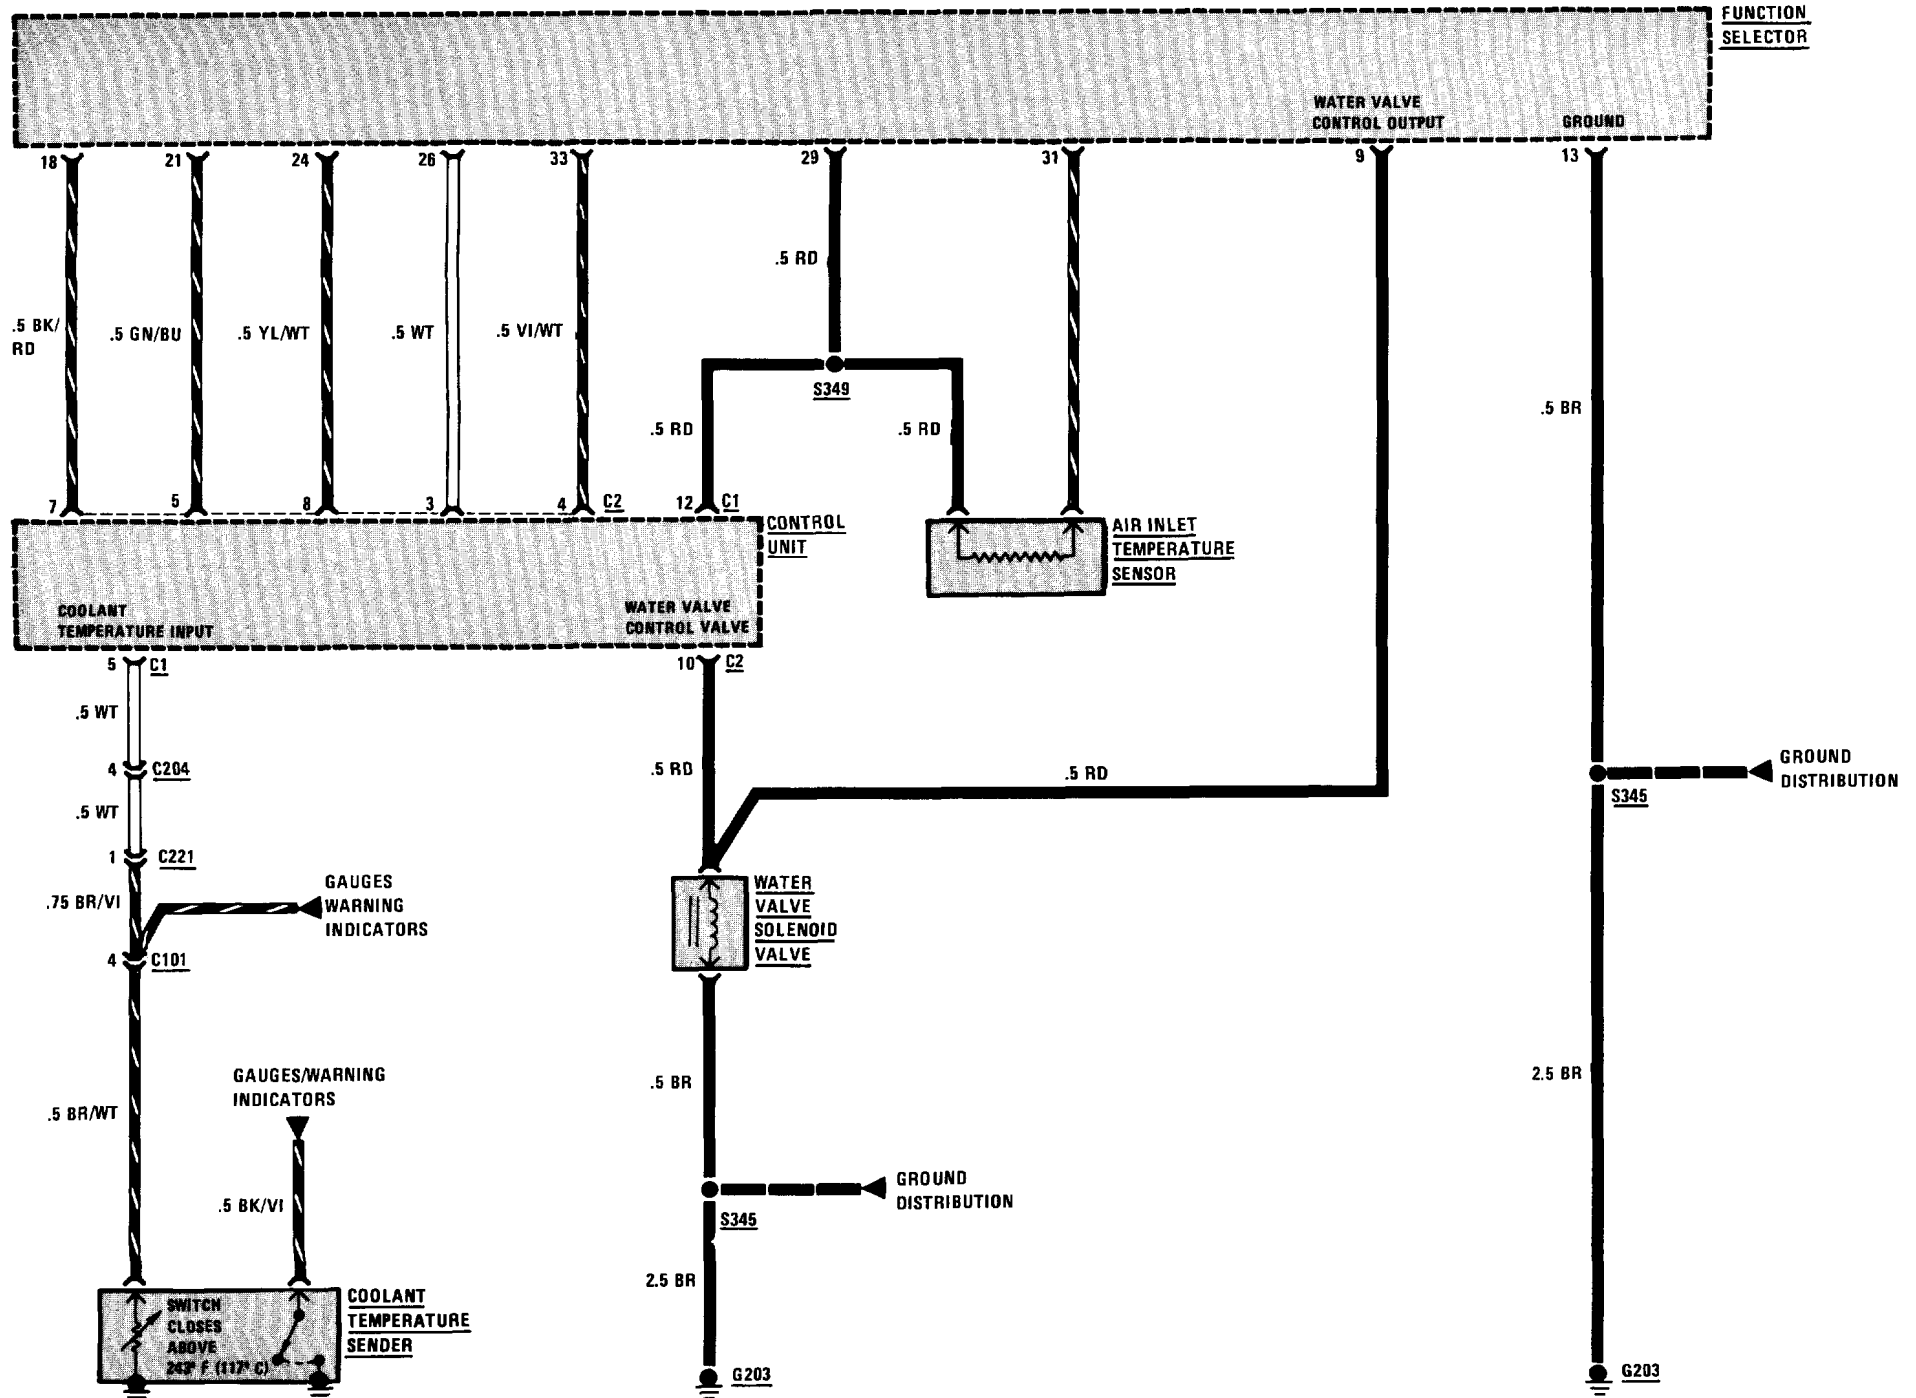 FUNCTION
SELECTOR
WATER VALVE
CONTROL OUTPUT
GROUND
18
21
24
26
33
29
31
9
13
.5 RD
.5 BK/
RD
.5 GN/BU
.5 YL/WT
.5 WT
.5 VI/WT
S349
.5 BR
.5 RD
.5 RD
7
5
8
3
4
C2
12
C1
CONTROL
UNIT
AIR INLET
TEMPERATURE
SENSOR
COOLANT
TEMPERATURE INPUT
WATER VALVE
CONTROL VALVE
5
C1
10
C2
.5 WT
4
C204
.5 RD
.5 RD
GROUND
DISTRIBUTION
S345
.5 WT
1
C221
.75 BR/VI
GAUGES
WARNING
INDICATORS
WATER
VALVE
SOLENOID
VALVE
4
C101
GAUGES/WARNING
INDICATORS
.5 BR/WT
.5 BR
2.5 BR
.5 BK/VI
GROUND
DISTRIBUTION
S345
2.5 BR
SWITCH
CLOSES
ABOVE
243° F (117° C)
COOLANT
TEMPERATURE
SENDER
G203
G203